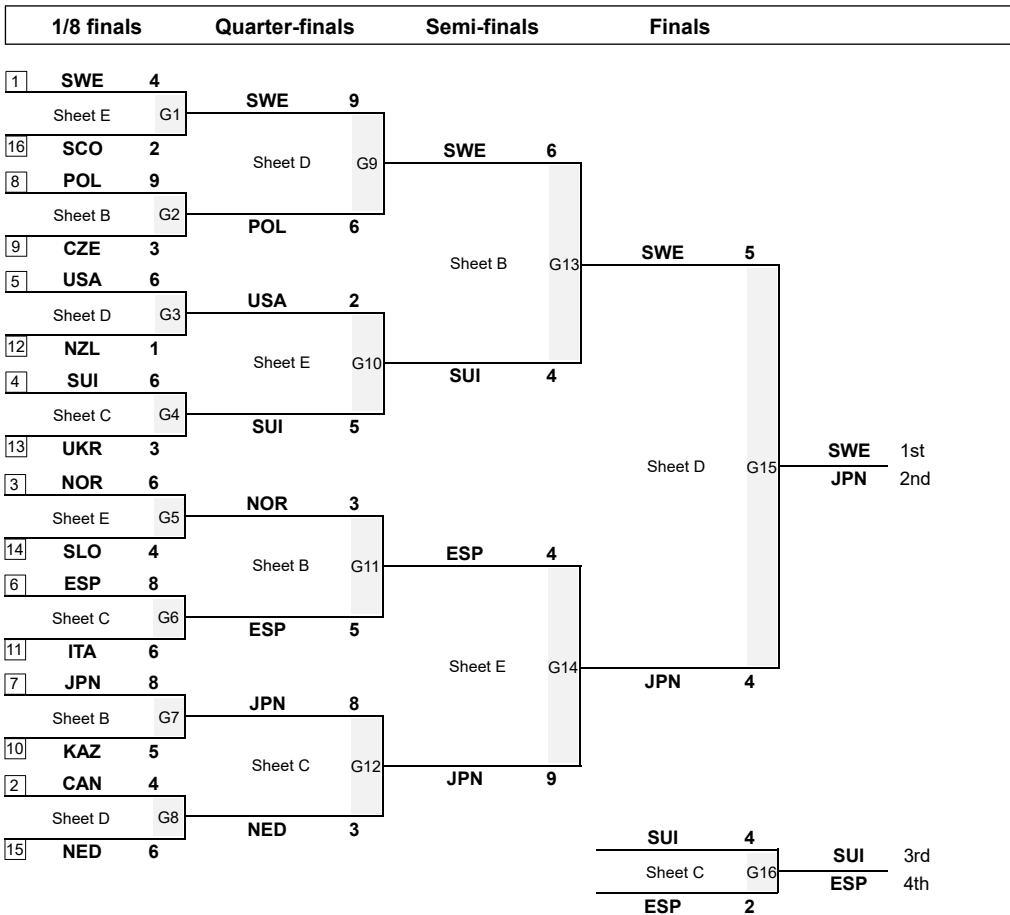 1/8 finals Quarter-finals Semi-finals Finals
1 SWE 4
SWE 9
Sheet E G1
16 SCO 2
Sheet D G9
SWE 6
8 POL 9
Sheet B G2
POL 6
9 CZE 3
Sheet B G13
SWE 5
5 USA 6
USA 2
Sheet D G3
12 NZL 1
Sheet E G10
SUI 4
4 SUI 6
Sheet C G4
SUI 5
13 UKR 3
SWE 1st
Sheet D G15
JPN 2nd
3 NOR 6
NOR 3
Sheet E G5
14 SLO 4
ESP 4
Sheet B G11
6 ESP 8
Sheet C G6
ESP 5
11 ITA 6
Sheet E G14
7 JPN 8
JPN 4
JPN 8
Sheet B G7
10 KAZ 5
Sheet C G12
JPN 9
2 CAN 4
Sheet D G8
NED 3
15 NED 6
SUI 4
SUI 3rd
Sheet C G16
ESP 4th
ESP 2